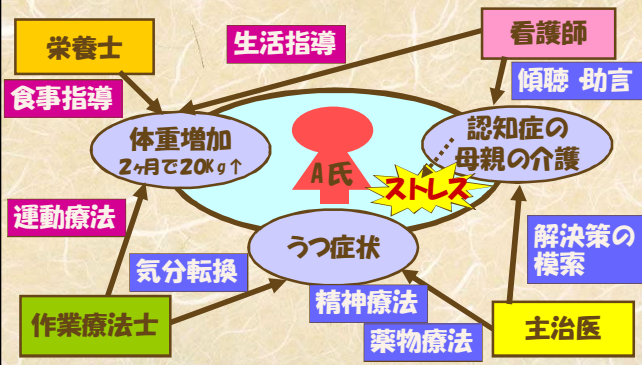 栄養士
生活指導
看護師
食事指導
傾聴・助言
体重増加
2ヶ月で20Kg↑
認知症の
母親の介護
A氏
ストレス
運動療法
うつ症状
解決策の
模索
気分転換
精神療法
作業療法士
薬物療法
主治医